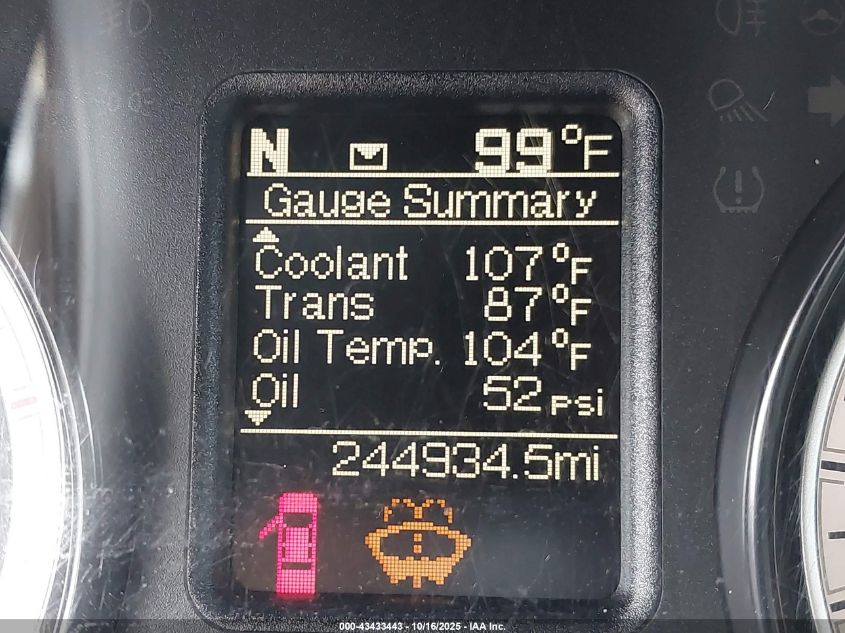 N 99°F
Gauge Summary
Coolant 107°F
Trans 87°F
Oil Temp. 104°F
Oil 52 psi
244934.5mi
000-43433443 - 10/16/2025 - IAA Inc.